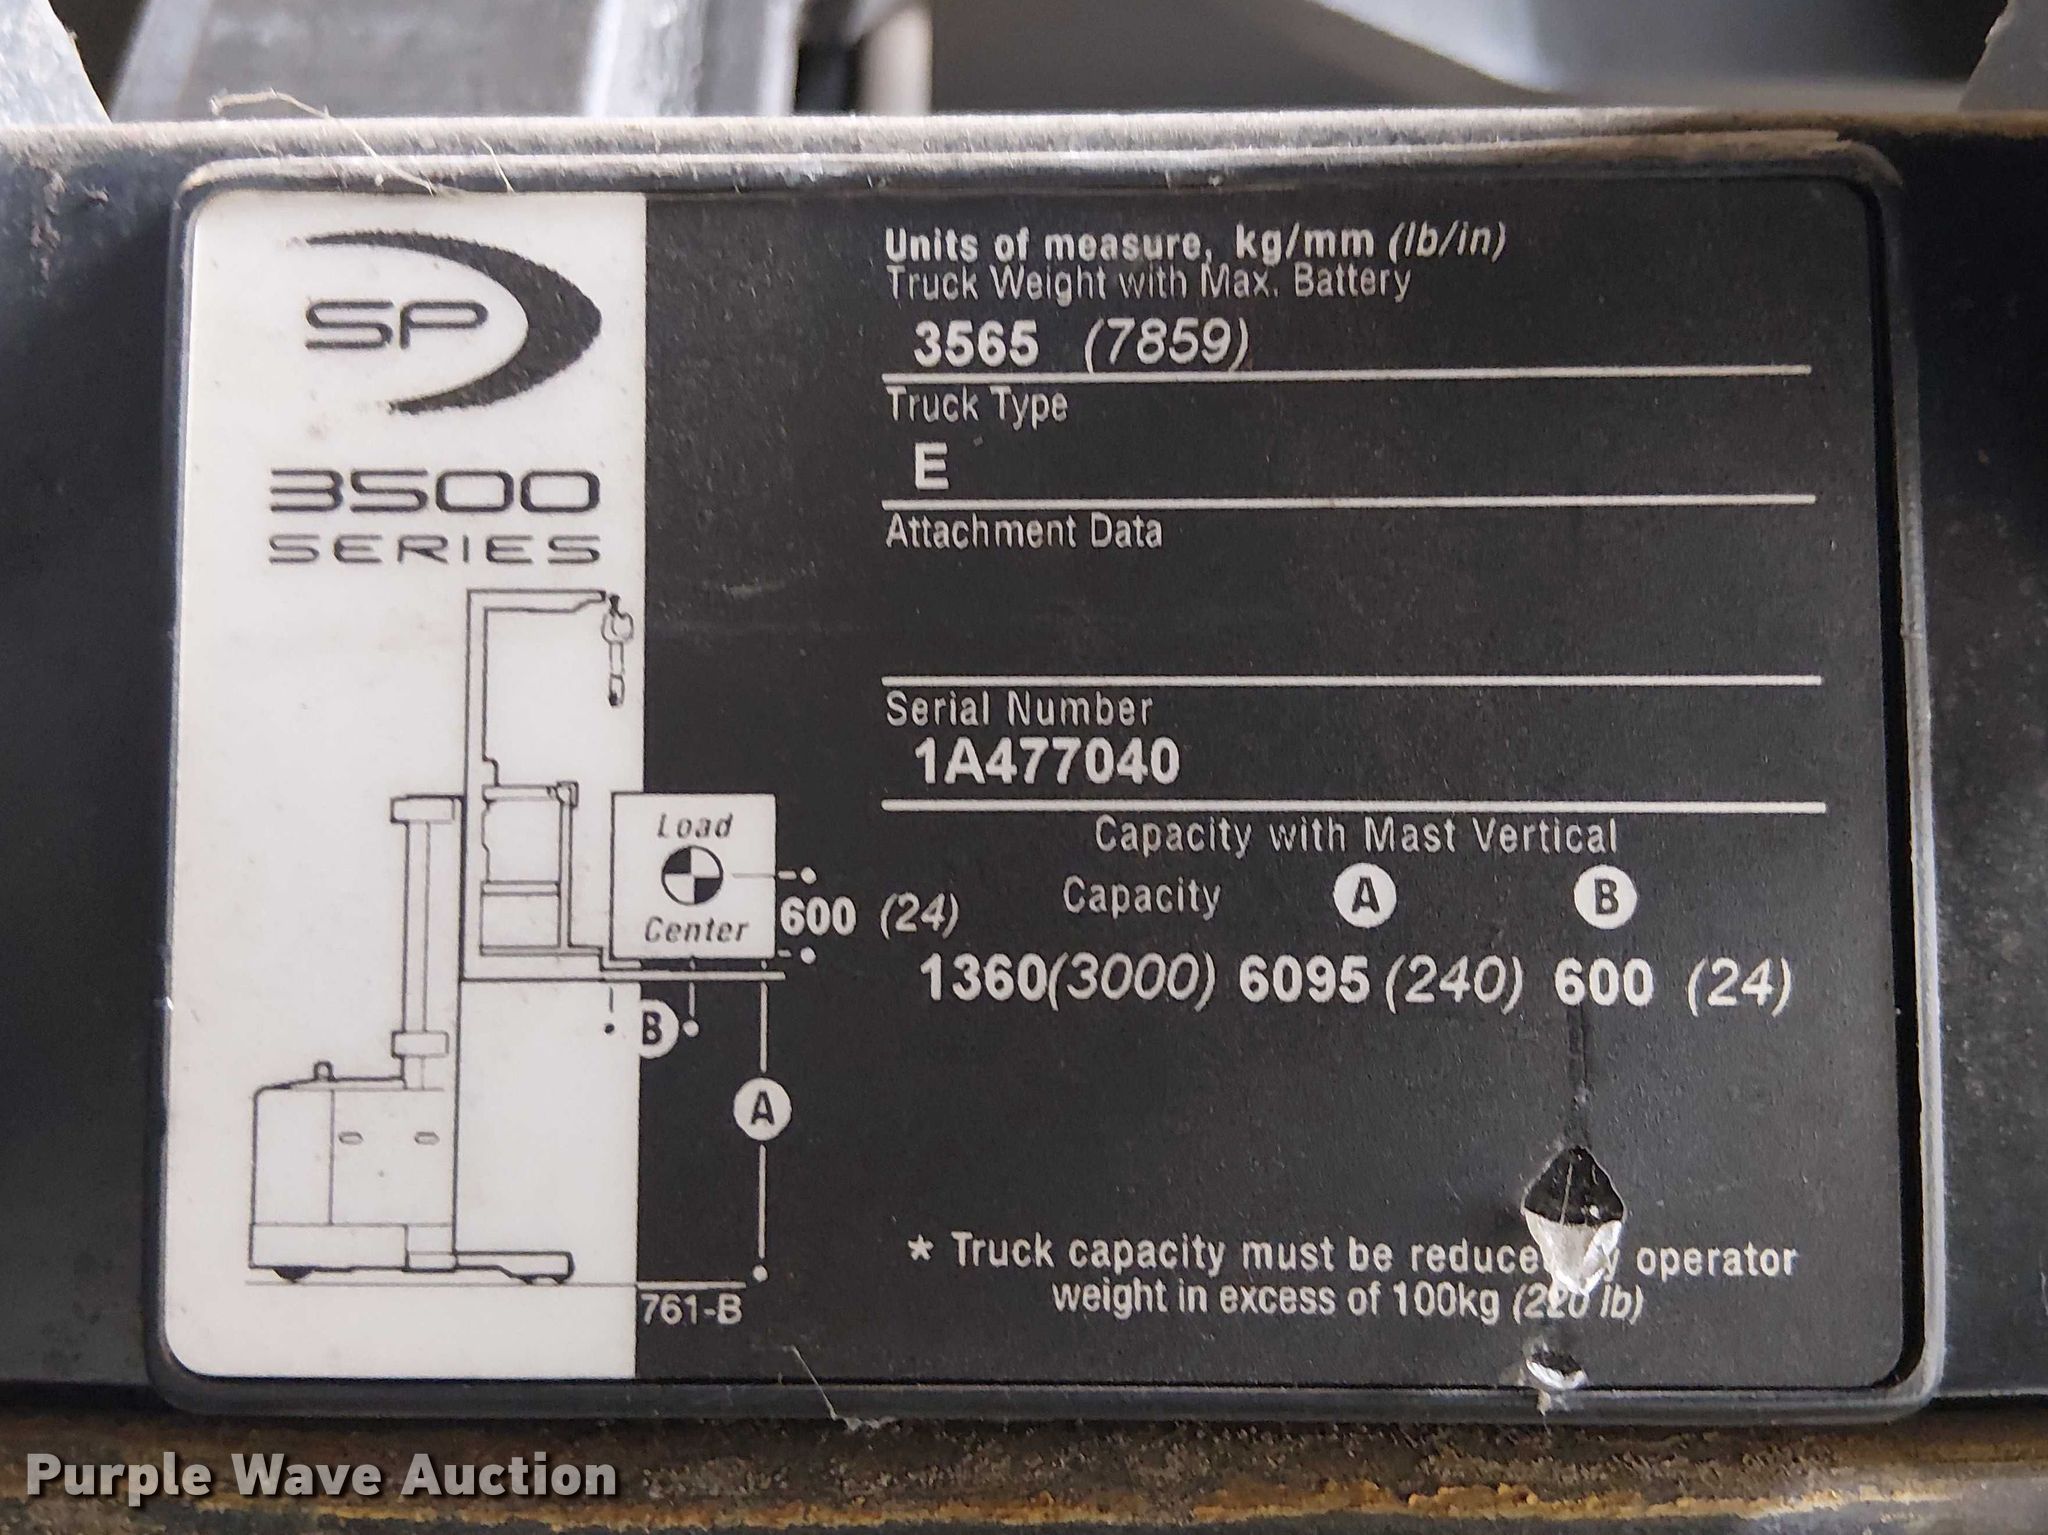 SP
3500
SERIES
Units of measure, kg/mm (lb/in)
Truck Weight with Max. Battery
3565 (7859)
Truck Type
E
Attachment Data
Serial Number
1A477040
Capacity with Mast Vertical
Capacity A B
1360(3000) 6095 (240) 600 (24)
Load
Center
600 (24)
B
A
761-B
* Truck capacity must be reduce operator
weight in excess of 100kg (220 lb)
Purple Wave Auction